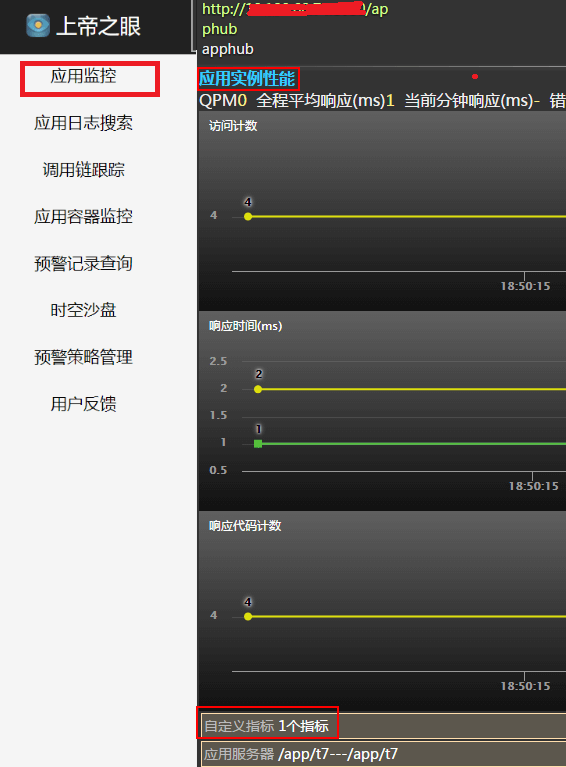 上帝之眼
应用监控
应用日志搜索
调用链跟踪
应用容器监控
预警记录查询
时空沙盘
预警策略管理
用户反馈
http:/
/ap
phub
apphub
应用实例性能
QPM0 全程平均响应(ms)1 当前分钟响应(ms)- 错
访问计数
4
4
18:50:15
响应时间(ms)
2.5
2
2
1.5
1
1
0.5
18:50:15
响应代码计数
4
4
18:50:15
自定义指标 1个指标
应用服务器 /app/t7---/app/t7